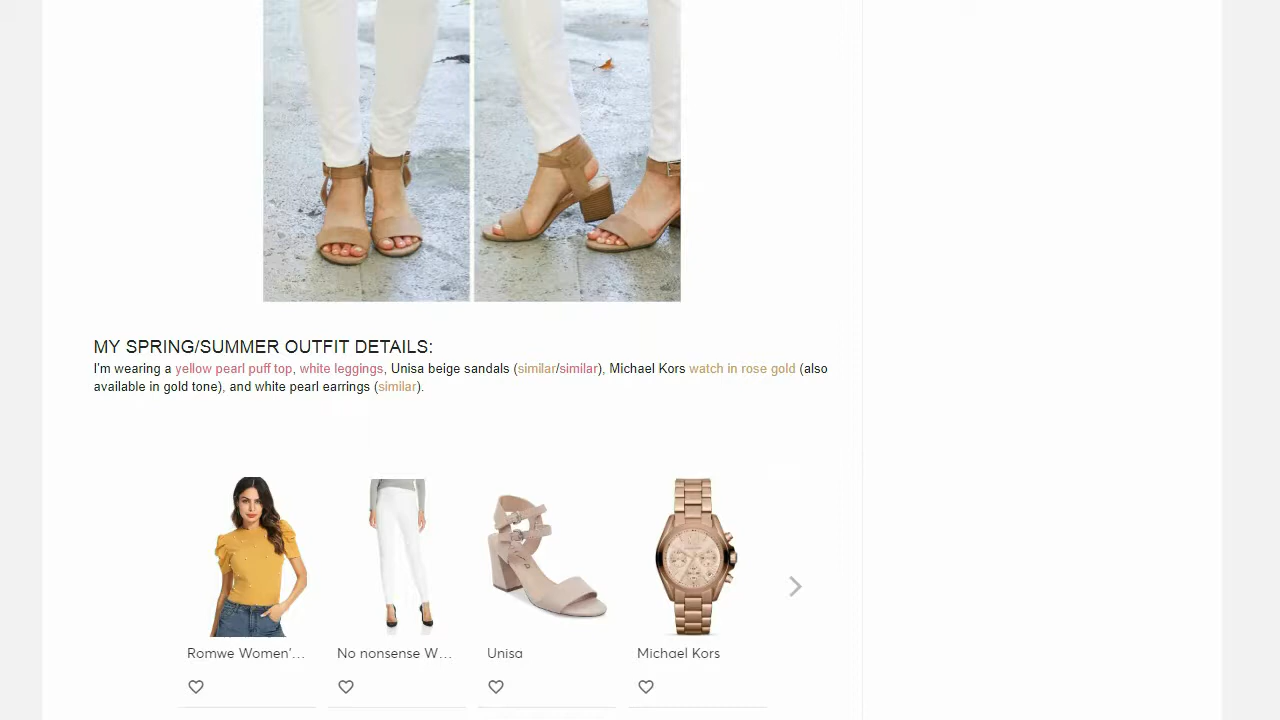 MY SPRING/SUMMER OUTFIT DETAILS:
I'm wearing a yellow pearl puff top, white leggings, Unisa beige sandals (similar/similar), Michael Kors watch in rose gold (also
available in gold tone), and white pearl earrings (similar).
Romwe Women'...
No nonsense W...
Unisa
Michael Kors